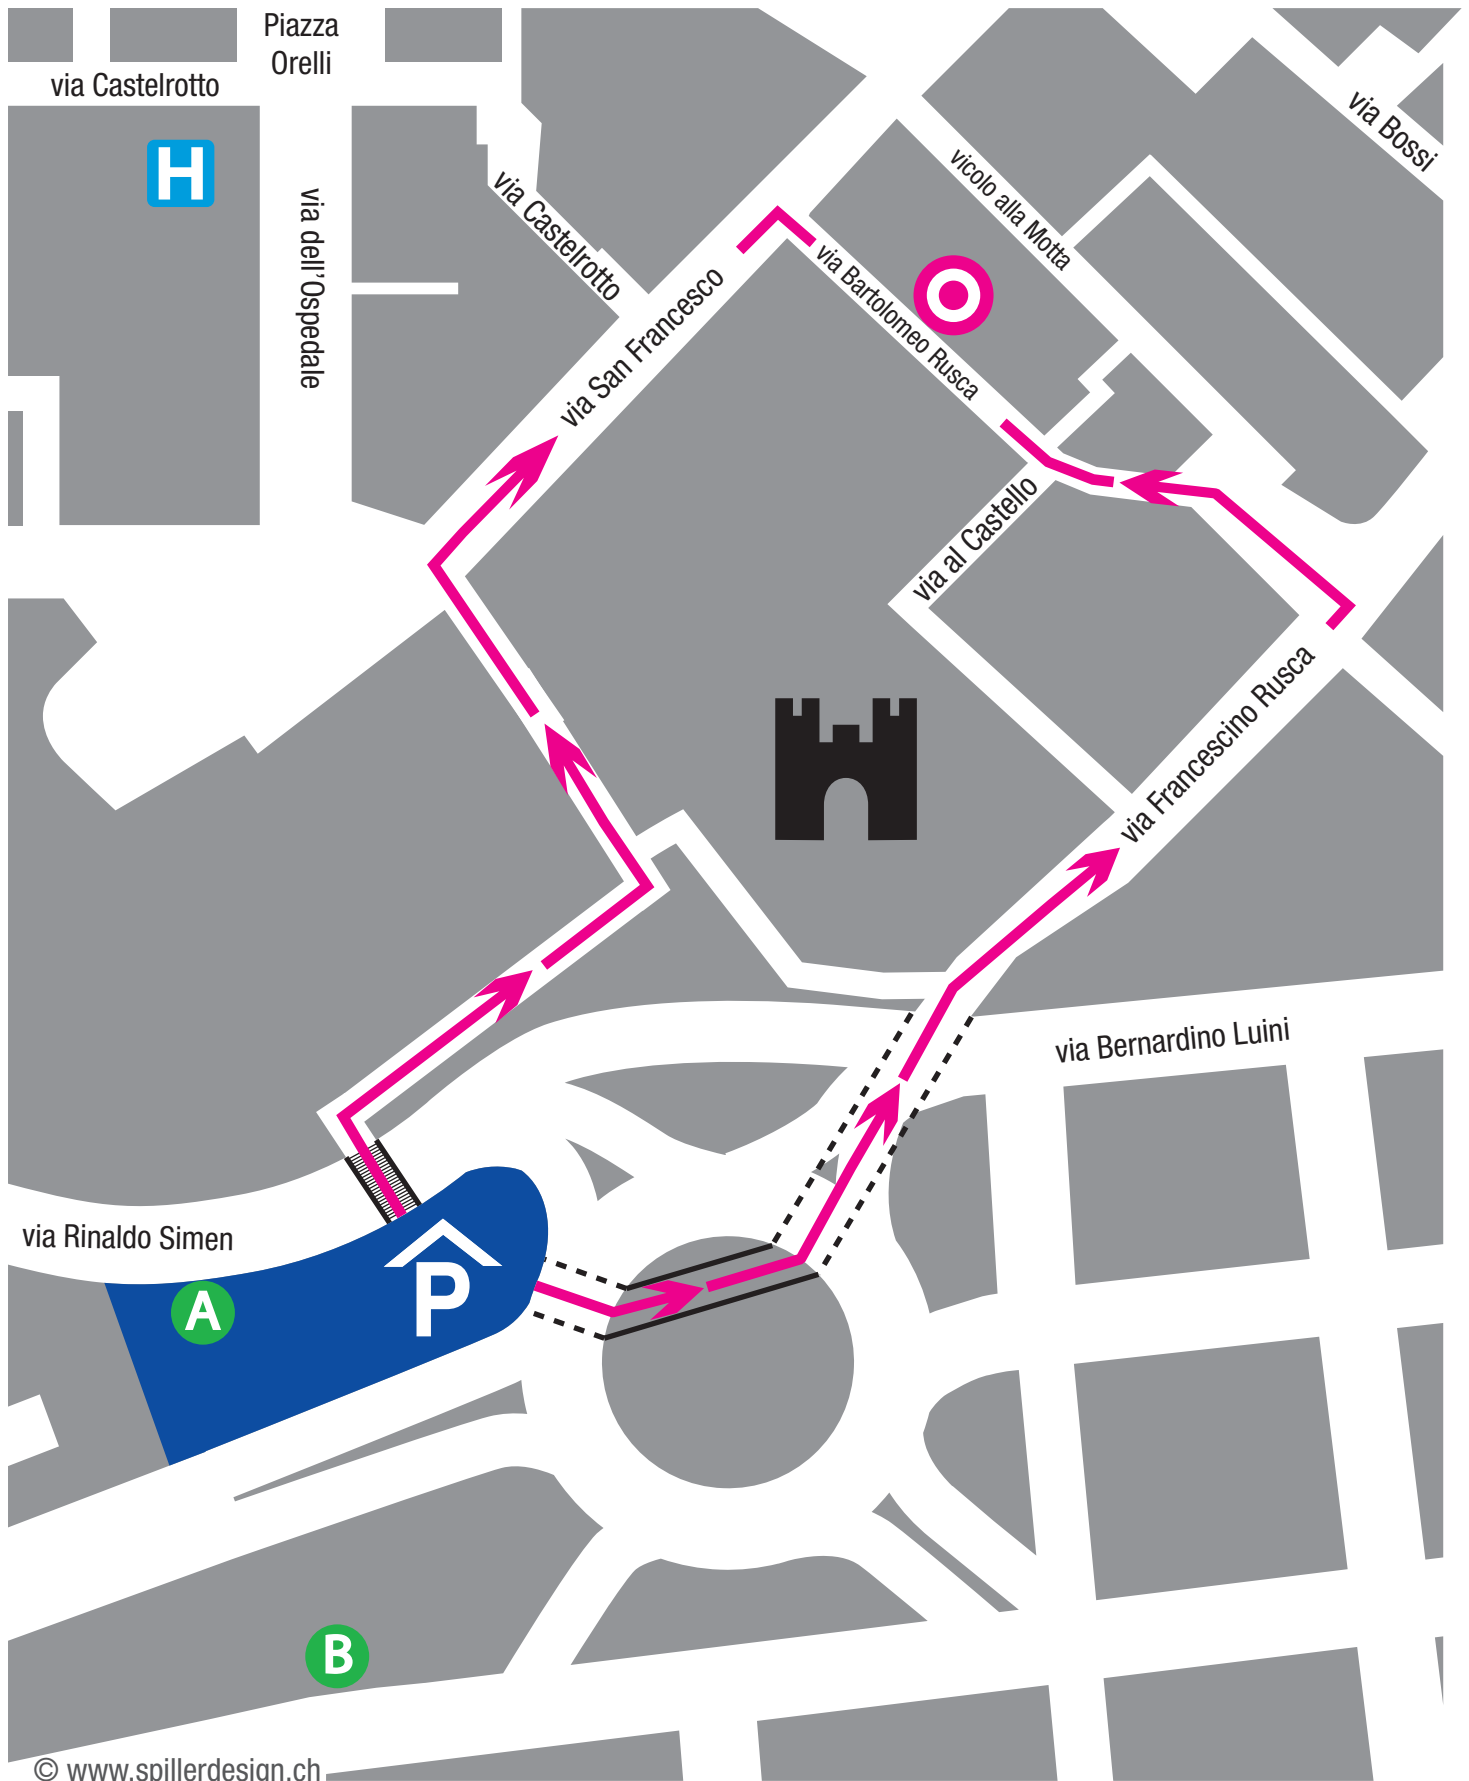 Piazza
Orelli
via Castelrotto
via Bossi
H
vicolo alla Motta
via Castelrotto
via dell'Ospedale
via San Francesco
via Bartolomeo Rusca
via al Castello
via Francescino Rusca
via Bernardino Luini
via Rinaldo Simen
P
A
B
© www.spillerdesign.ch